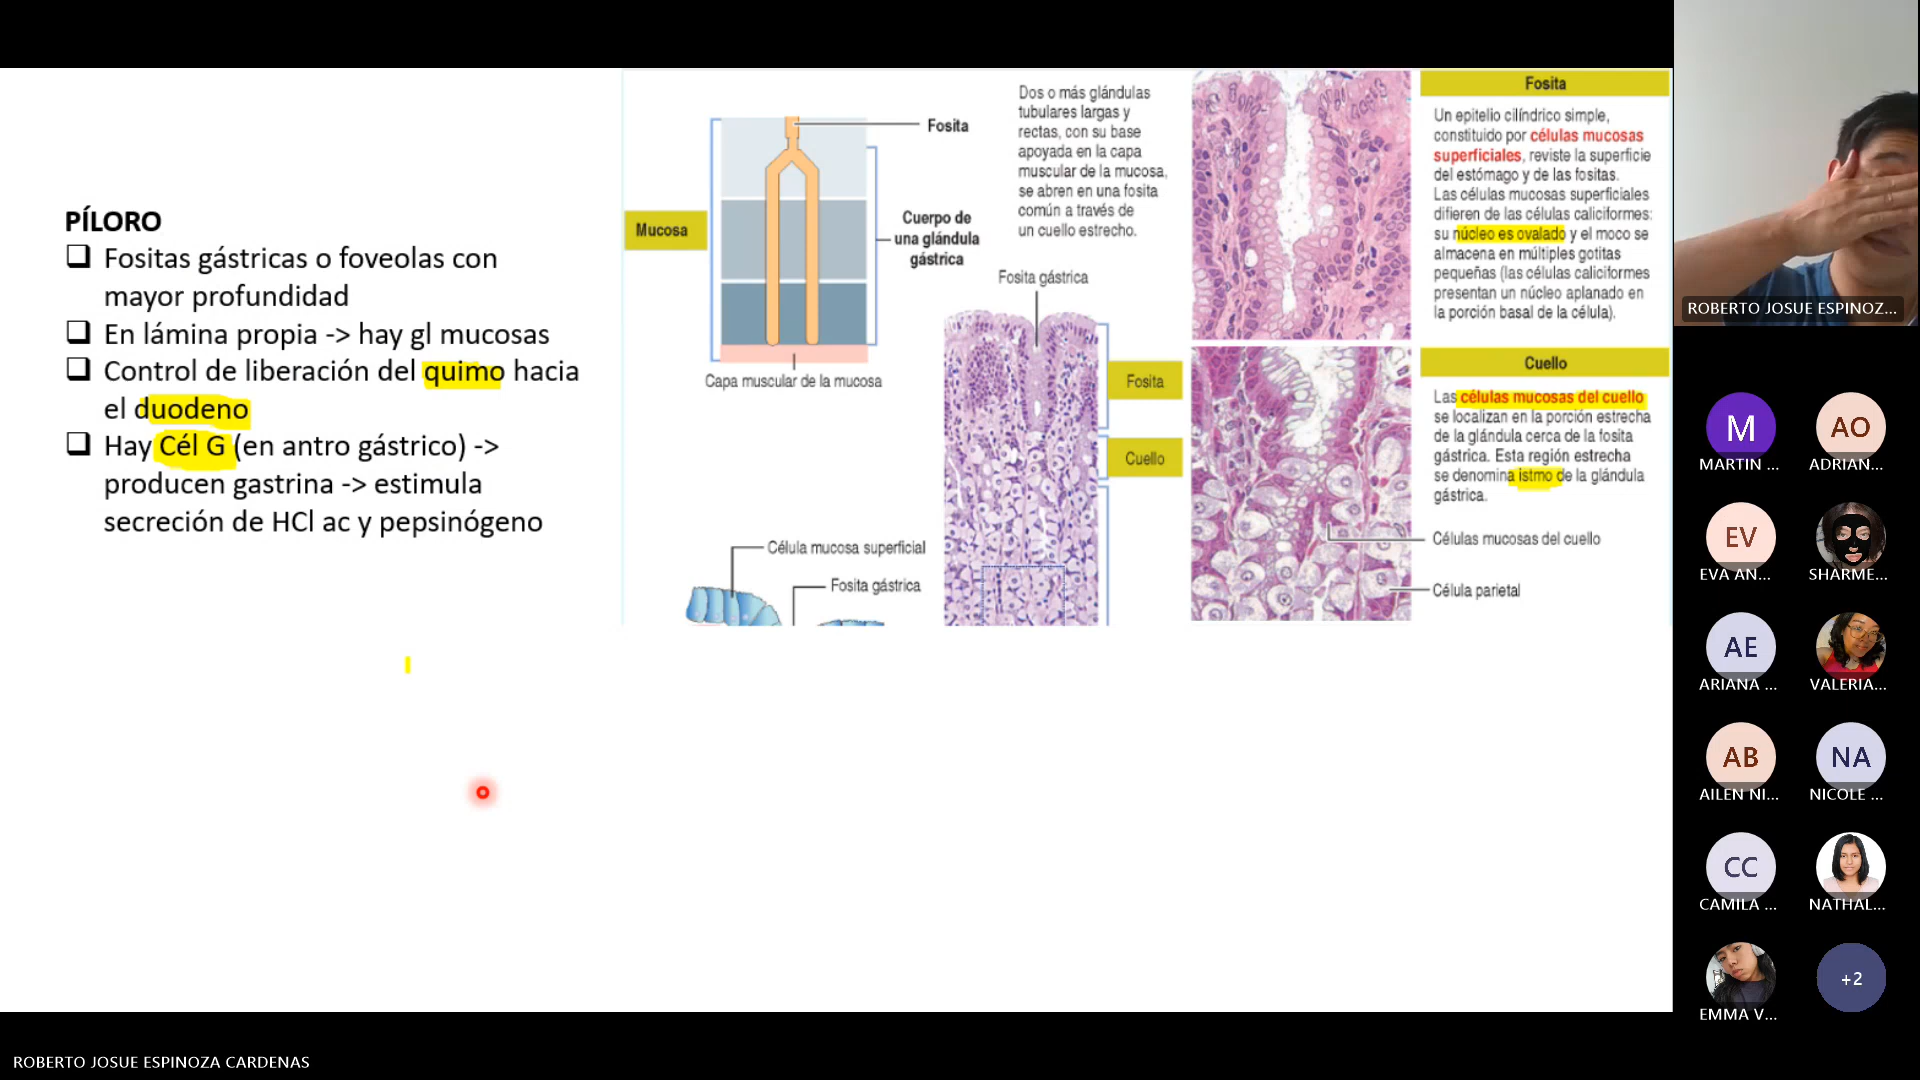 PÍLORO
Fositas gástricas o foveolas con
mayor profundidad
En lámina propia -> hay gl mucosas
Control de liberación del quimo hacia
el duodeno
Hay Cél G (en antro gástrico) ->
producen gastrina -> estimula
secreción de HCl ac y pepsinógeno
Mucosa
Fosita
Cuerpo de
una glándula
gástrica
Capa muscular de la mucosa
Dos o más glándulas
tubulares largas y
rectas, con su base
apoyada en la capa
muscular de la mucosa,
se abren en una fosita
común a través de
un cuello estrecho.
Fosita gástrica
Fosita
Cuello
Célula mucosa superficial
Fosita gástrica
Fosita
Un epitelio cilíndrico simple,
constituido por células mucosas
superficiales, reviste la superficie
del estómago y de las fositas.
Las células mucosas superficiales
difieren de las células caliciformes:
su núcleo es ovalado y el moco se
almacena en múltiples gotitas
pequeñas (las células caliciformes
presentan un núcleo aplanado en
la porción basal de la célula).
Cuello
Las células mucosas del cuello
se localizan en la porción estrecha
de la glándula cerca de la fosita
gástrica. Esta región estrecha
se denomina istmo de la glándula
gástrica.
Células mucosas del cuello
Célula parietal
ROBERTO JOSUE ESPINOZ...
M
MARTIN ...
AO
ADRIAN...
EV
EVA AN...
SHARME...
AE
ARIANA ...
VALERIA...
AB
AILEN NI...
NA
NICOLE ...
CC
CAMILA ...
NATHAL...
EMMA V...
+2
ROBERTO JOSUE ESPINOZA CARDENAS